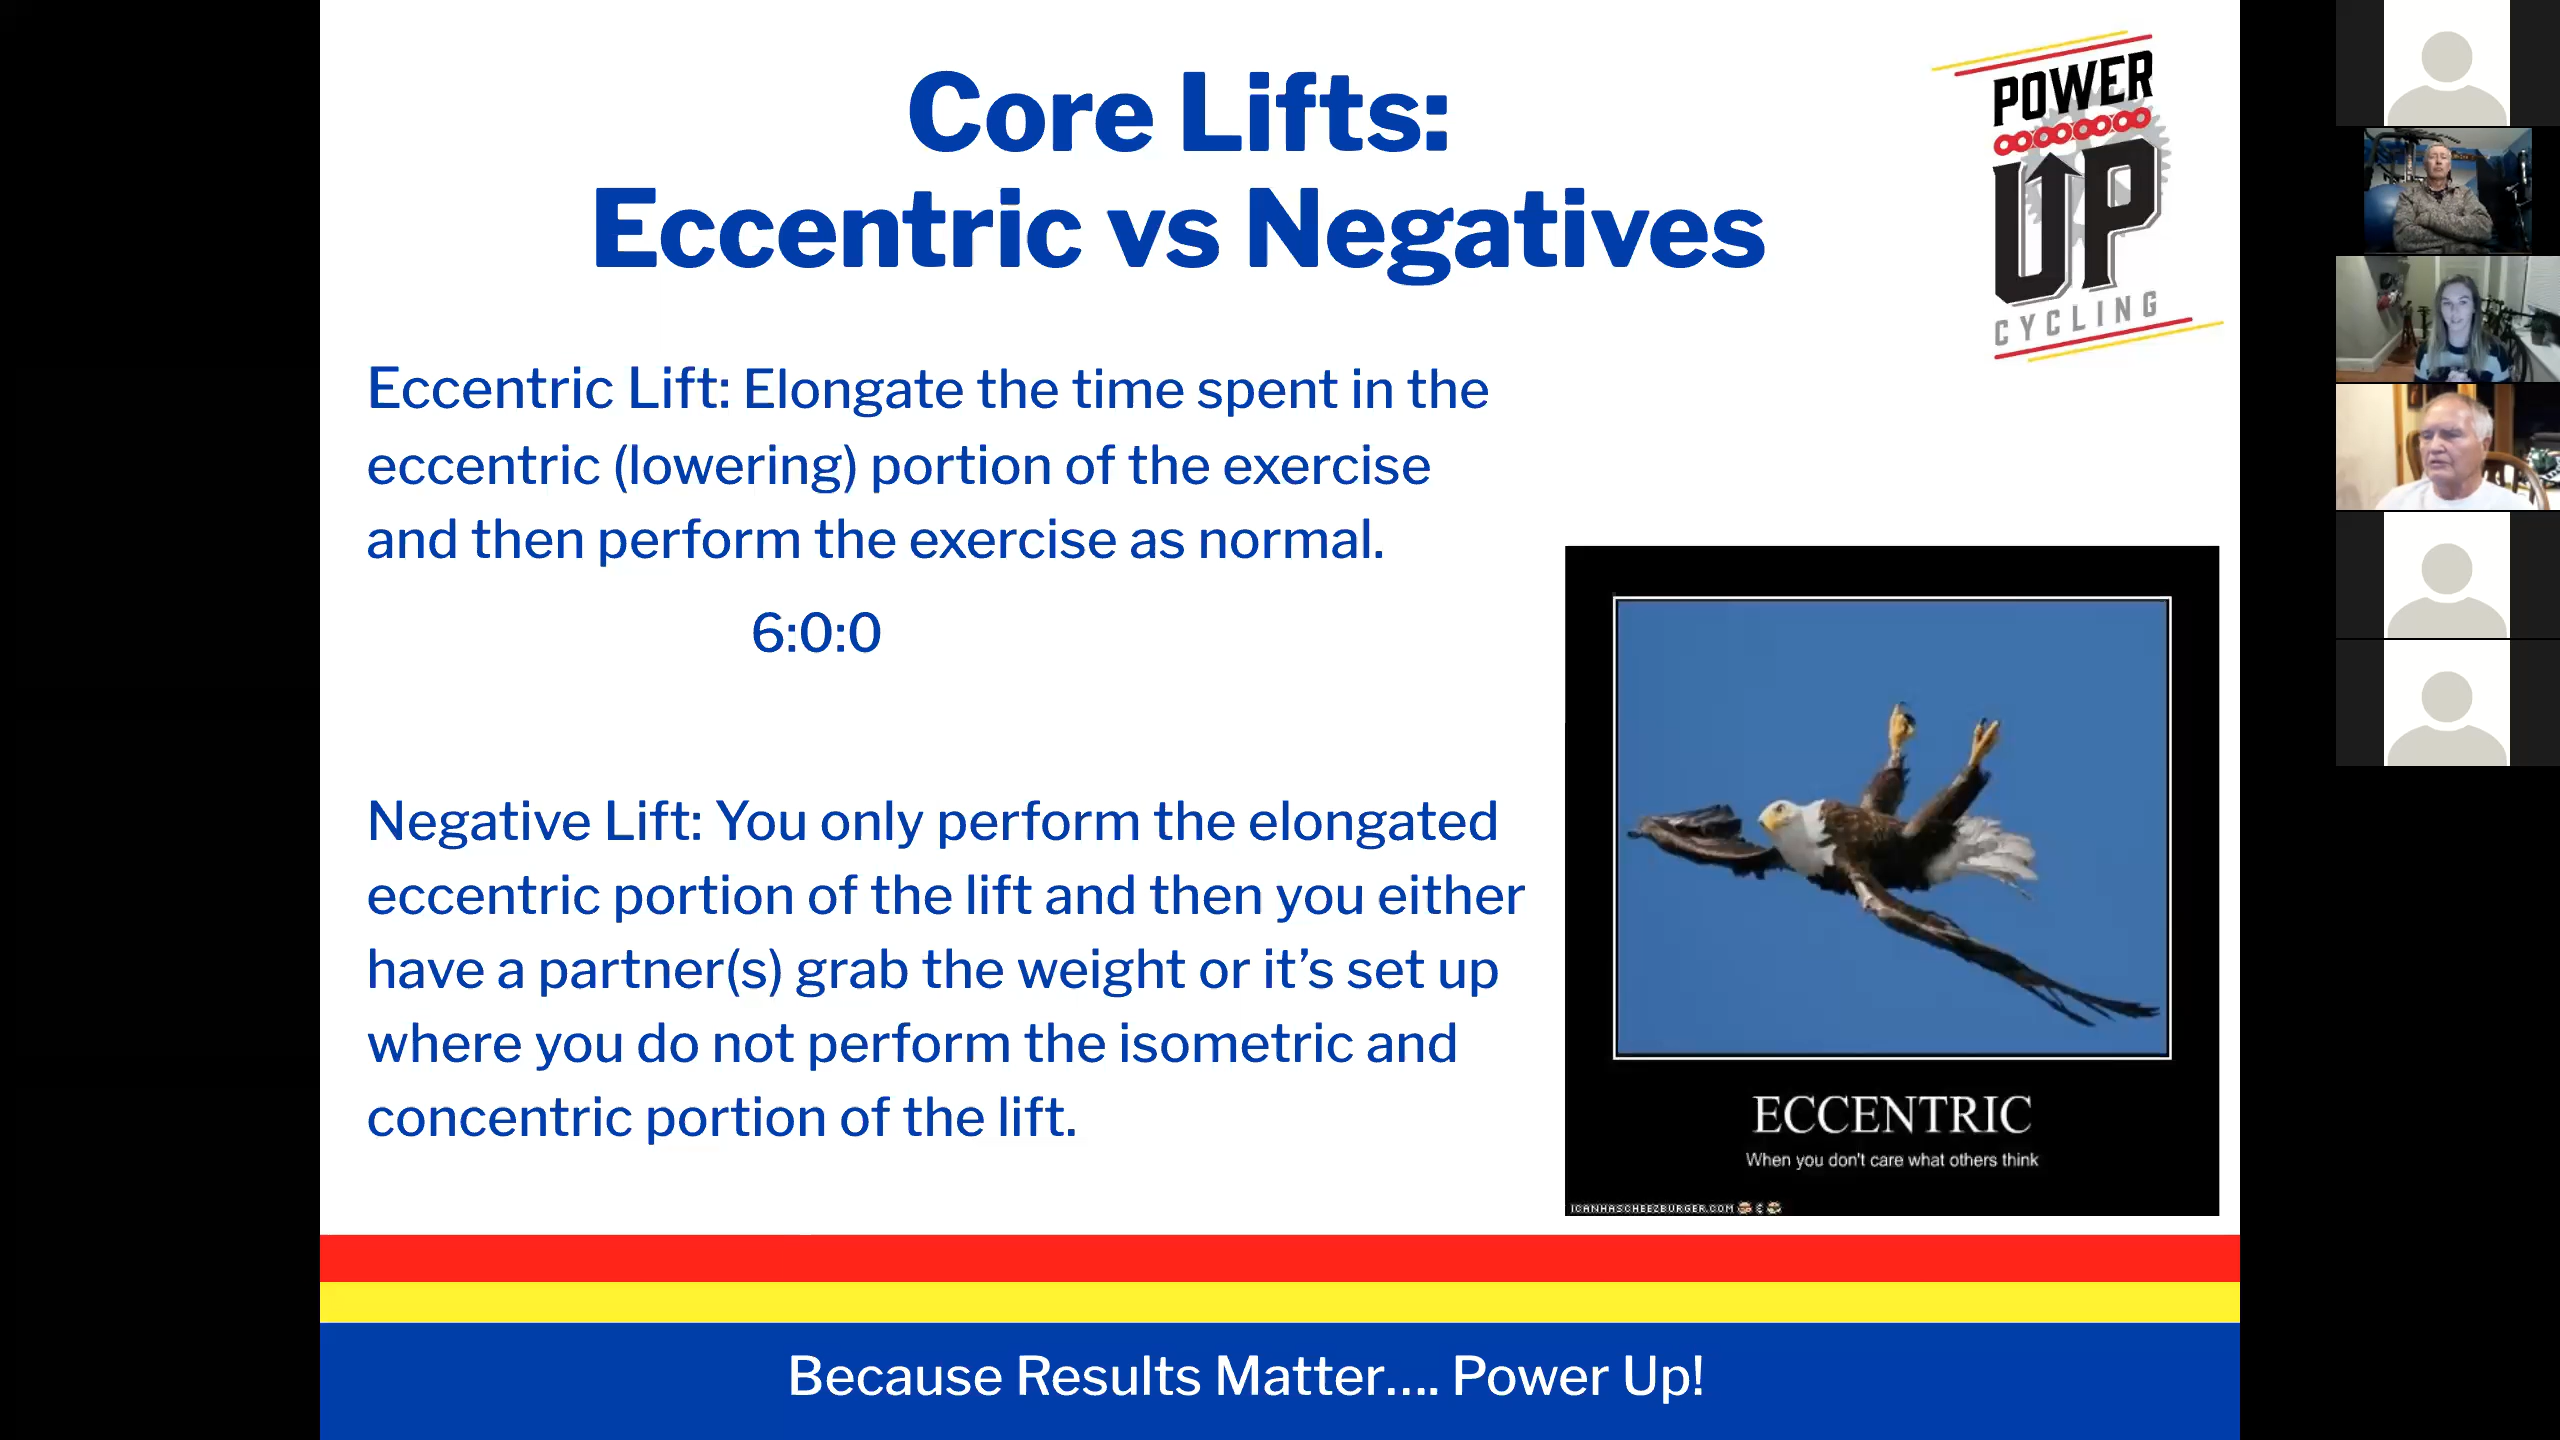 Core Lifts:
Eccentric vs Negatives
POWER
UP
CYCLING
Eccentric Lift: Elongate the time spent in the
eccentric (lowering) portion of the exercise
and then perform the exercise as normal.
6:0:0
Negative Lift: You only perform the elongated
eccentric portion of the lift and then you either
have a partner(s) grab the weight or it’s set up
where you do not perform the isometric and
concentric portion of the lift.
ECCENTRIC
When you don't care what others think
ICANHASCHEEZBURGER.COM
Because Results Matter.... Power Up!